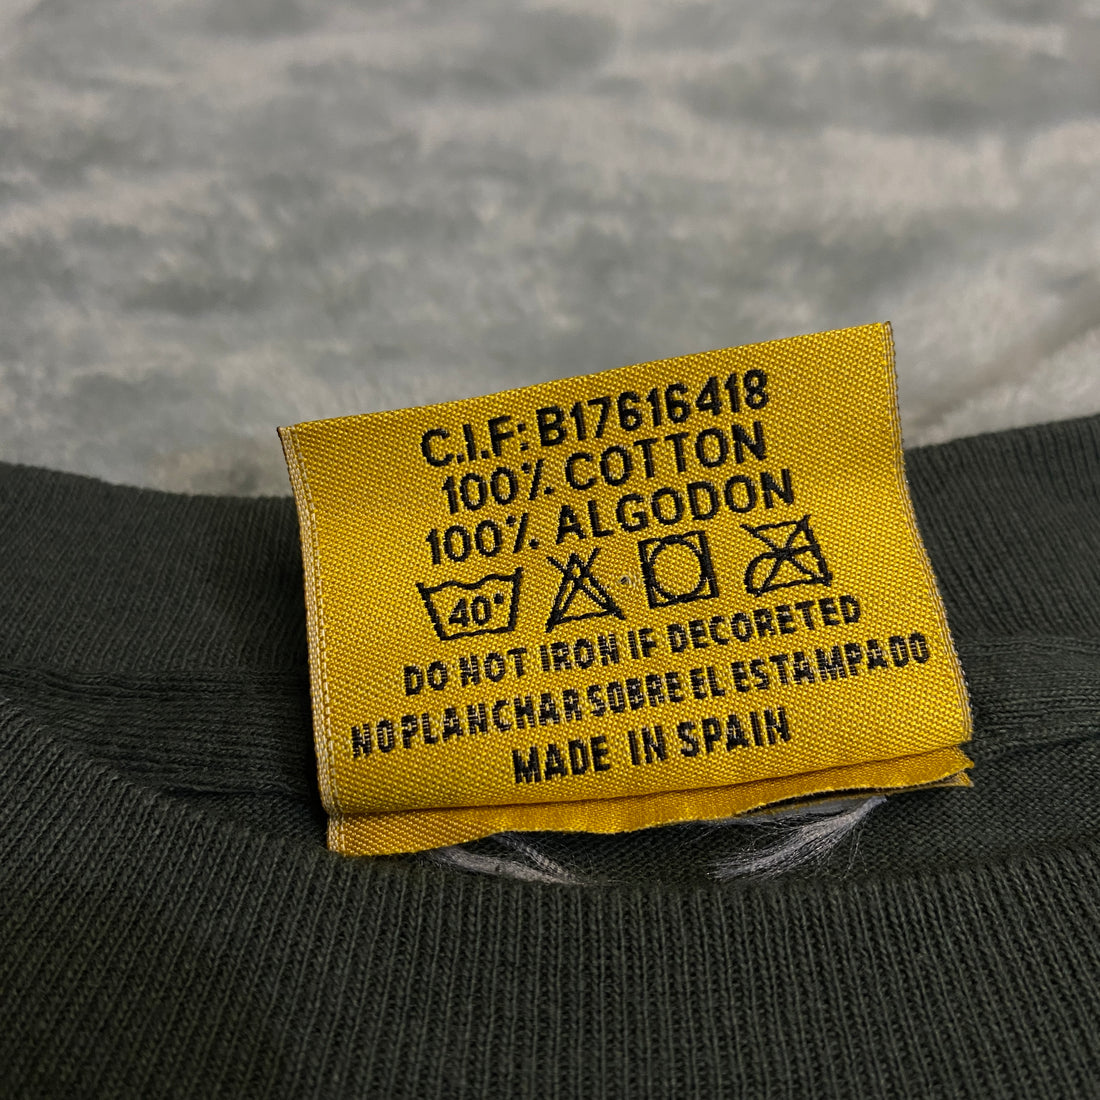 C.I.F: B17616418
100% COTTON
100% ALGODON
40°
DO NOT IRON IF DECORETED
NO PLANCHAR SOBRE EL ESTAMPADO
MADE IN SPAIN